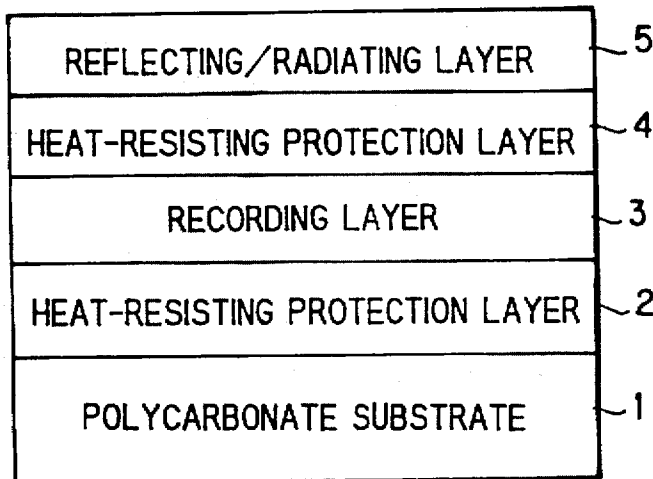 REFLECTING/RADIATING LAYER 5
HEAT-RESISTING PROTECTION LAYER 4
RECORDING LAYER 3
HEAT-RESISTING PROTECTION LAYER 2
POLYCARBONATE SUBSTRATE 1